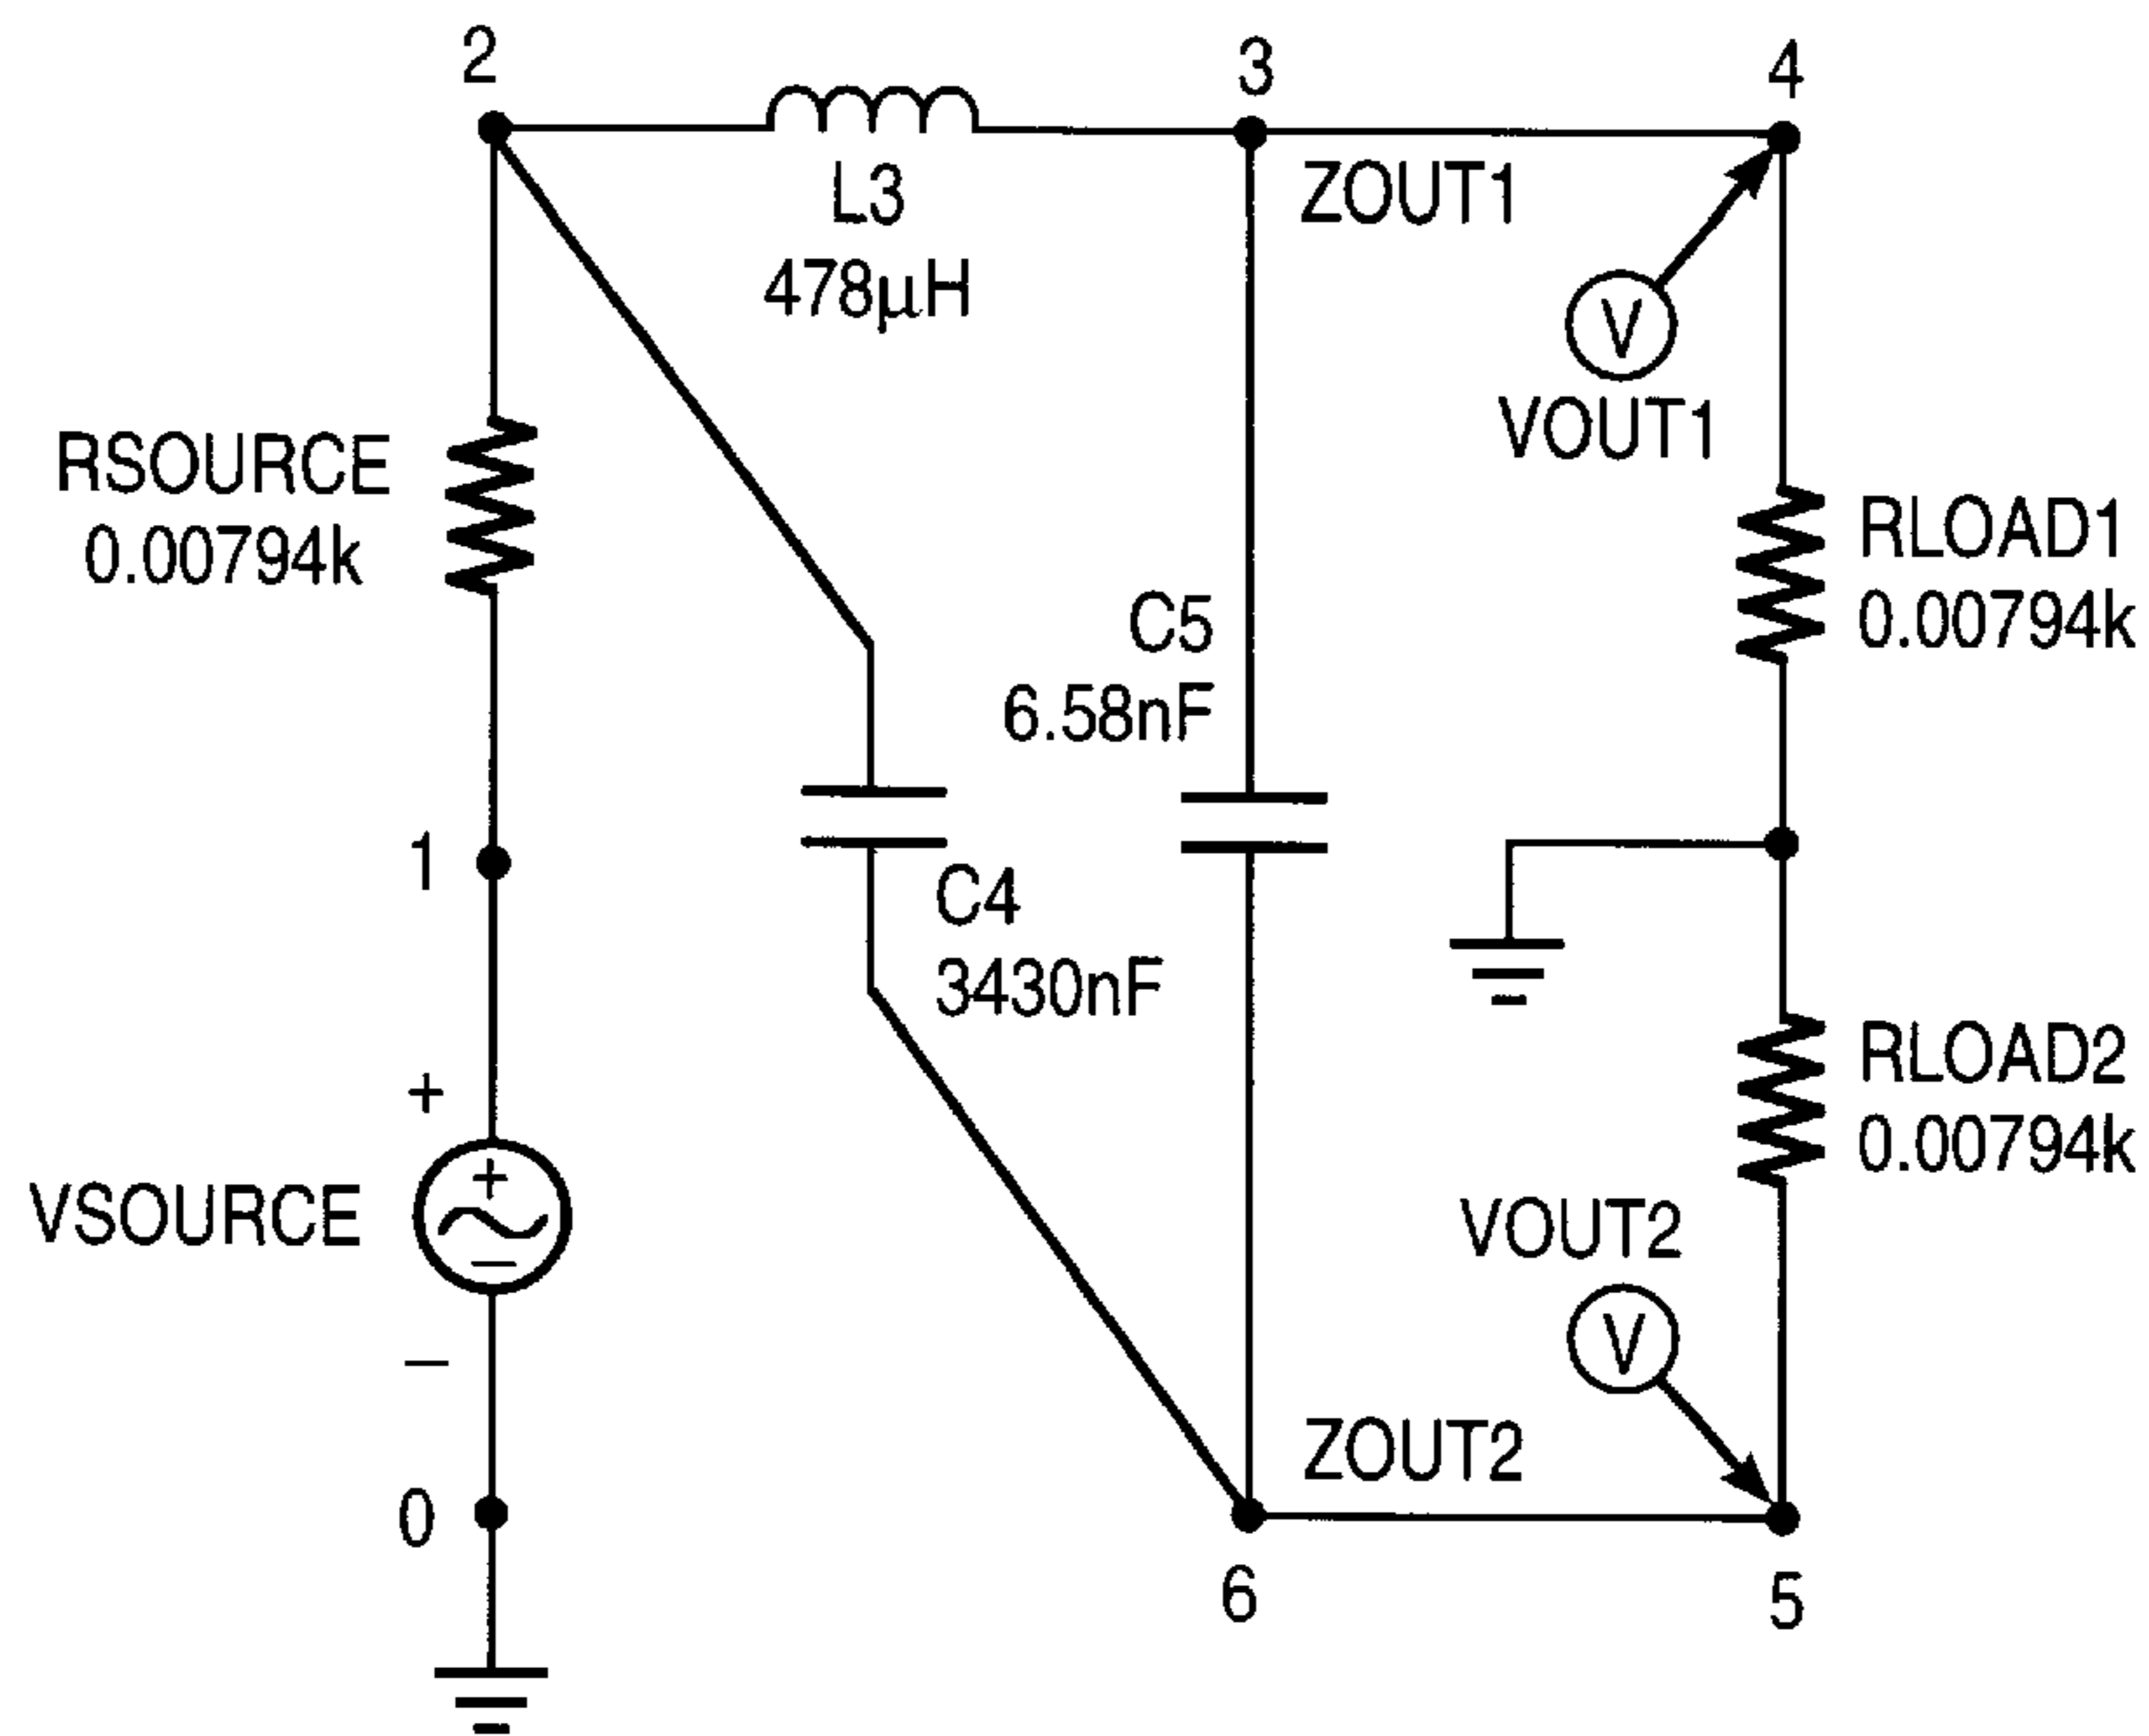 2
3
4
L3
478µH
ZOUT1
V
VOUT1
RSOURCE
0.00794k
RLOAD1
0.00794k
C5
6.58nF
1
C4
3430nF
+
VSOURCE
+
−
−
RLOAD2
0.00794k
VOUT2
V
ZOUT2
0
6
5